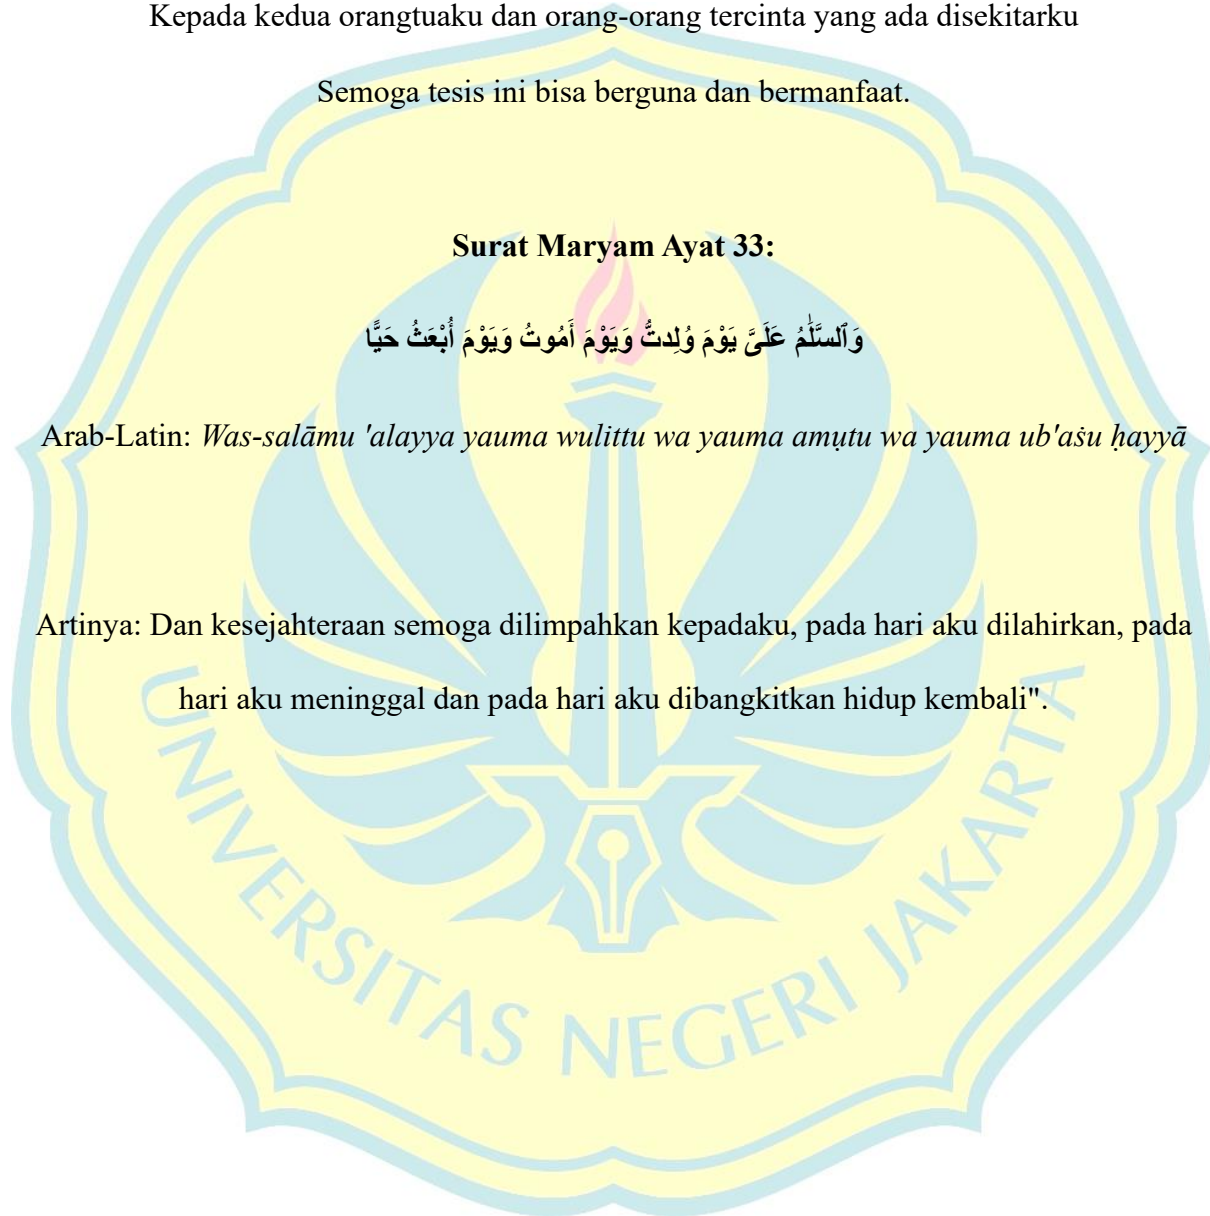 Kepada kedua orangtuaku dan orang-orang tercinta yang ada disekitarku
Semoga tesis ini bisa berguna dan bermanfaat.
Surat Maryam Ayat 33:
وَٱلسَّلَٰمُ عَلَىَّ يَوْمَ وُلِدتُّ وَيَوْمَ أَمُوتُ وَيَوْمَ أُبْعَثُ حَيًّا
Arab-Latin: Was-salāmu 'alayya yauma wulittu wa yauma amụtu wa yauma ub'aṡu ḥayyā
Artinya: Dan kesejahteraan semoga dilimpahkan kepadaku, pada hari aku dilahirkan, pada
hari aku meninggal dan pada hari aku dibangkitkan hidup kembali".
UNIVERSITAS NEGERI JAKARTA